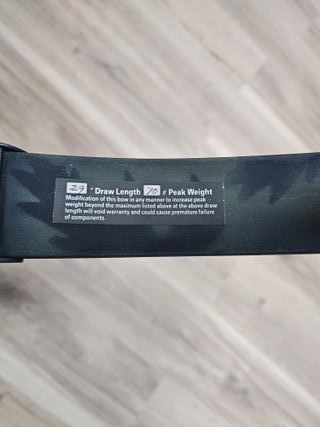 29 " Draw Length 70 # Peak Weight
Modification of this bow in any manner to increase peak
weight beyond the maximum listed above at the above draw
length will void warranty and could cause premature failure
of components.